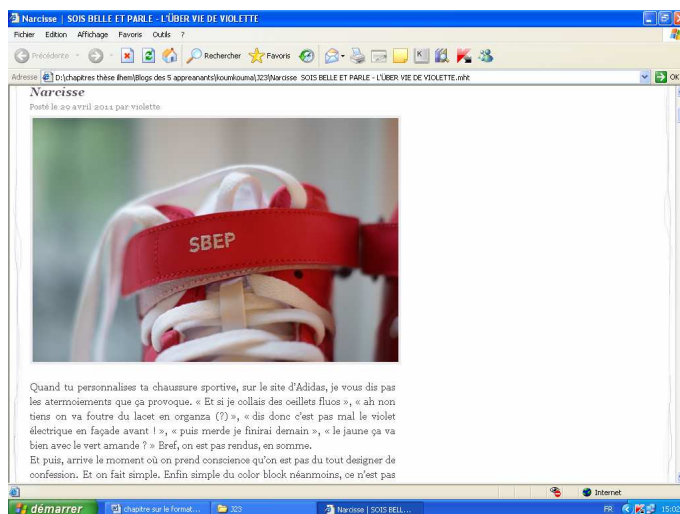 Narcisse | SOIS BELLE ET PARLE - L'ÜBER VIE DE VIOLETTE
Fichier Edition Affichage Favoris Outils ?
Précédente Rechercher Favoris
Adresse D:\chapitres thèse ilhem\Blogs des 5 appreanants\koumkouma\J23\Narcisse SOIS BELLE ET PARLE - L'ÜBER VIE DE VIOLETTE.mht OK
Narcisse
Posté le 29 avril 2011 par violette
SBEP
Quand tu personnalises ta chaussure sportive, sur le site d'Adidas, je vous dis pas
les atermoiements que ça provoque. « Et si je collais des oeillets fluos », « ah non
tiens on va foutre du lacet en organza (?) », « dis donc c'est pas mal le violet
électrique en façade avant ! », « puis merde je finirai demain », « le jaune ça va
bien avec le vert amande ? » Bref, on est pas rendus, en somme.
Et puis, arrive le moment où on prend conscience qu'on est pas du tout designer de
confession. Et on fait simple. Enfin simple du color block néanmoins, ce n'est pas
Internet
démarrer chapitre sur le format... J23 Narcisse | SOIS BELL... FR 15:02